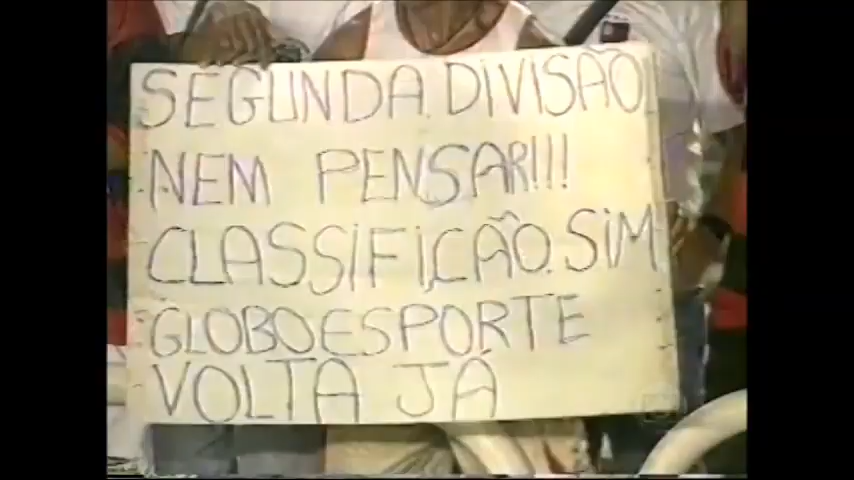 SEGUNDA. DIVISÃO
NEM PENSAR!!!
CLASSIFICAÇÃO. SIM
GLOBOESPORTE
VOLTA JÁ